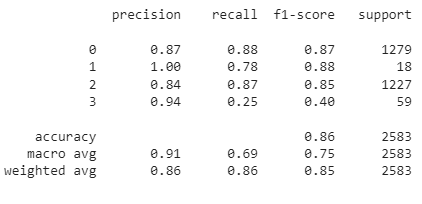 precision recall f1-score support
0 0.87 0.88 0.87 1279
1 1.00 0.78 0.88 18
2 0.84 0.87 0.85 1227
3 0.94 0.25 0.40 59
accuracy 0.86 2583
macro avg 0.91 0.69 0.75 2583
weighted avg 0.86 0.86 0.85 2583